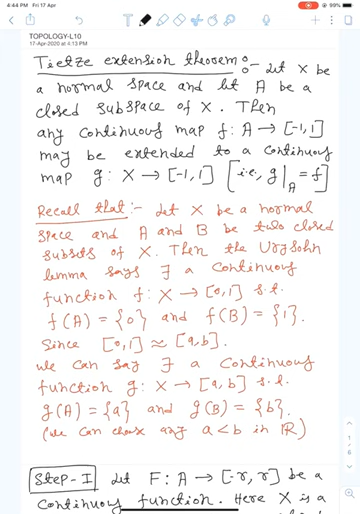 4:44 PM Fri 17 Apr
99%
TOPOLOGY-L10
17-Apr-2020 at 4:13 PM
Tietze extension theorem:- Let X be
a normal space and let A be a
closed subspace of X. Then
any continuous map f: A → [-1,1]
may be extended to a continuous
map g: X → [-1,1] [i.e, g|_A = f]
Recall that:- Let X be a normal
space and A and B be two closed
subsets of X. Then the Urysohn
lemma says ∃ a continuous
function f: X → [0,1] s.t.
f(A) = {0} and f(B) = {1}.
Since [0,1] ≈ [a,b].
We can say ∃ a continuous
function g: X → [a,b] s.t.
g(A) = {a} and g(B) = {b}.
(We can choose any a<b in ℝ)
Step-I Let F: A → [-r, r] be a
continuous function. Here X is a
1
/
6